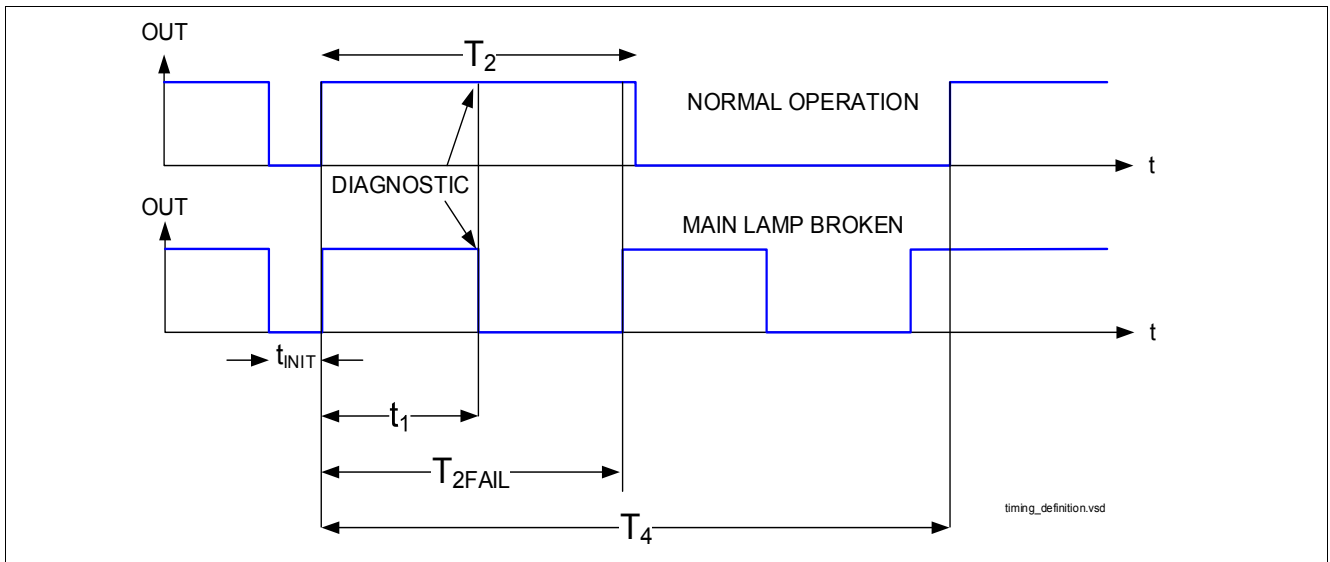 OUT
T2
NORMAL OPERATION
t
DIAGNOSTIC
OUT
MAIN LAMP BROKEN
t
tINIT
t1
T2FAIL
timing_definition.vsd
T4